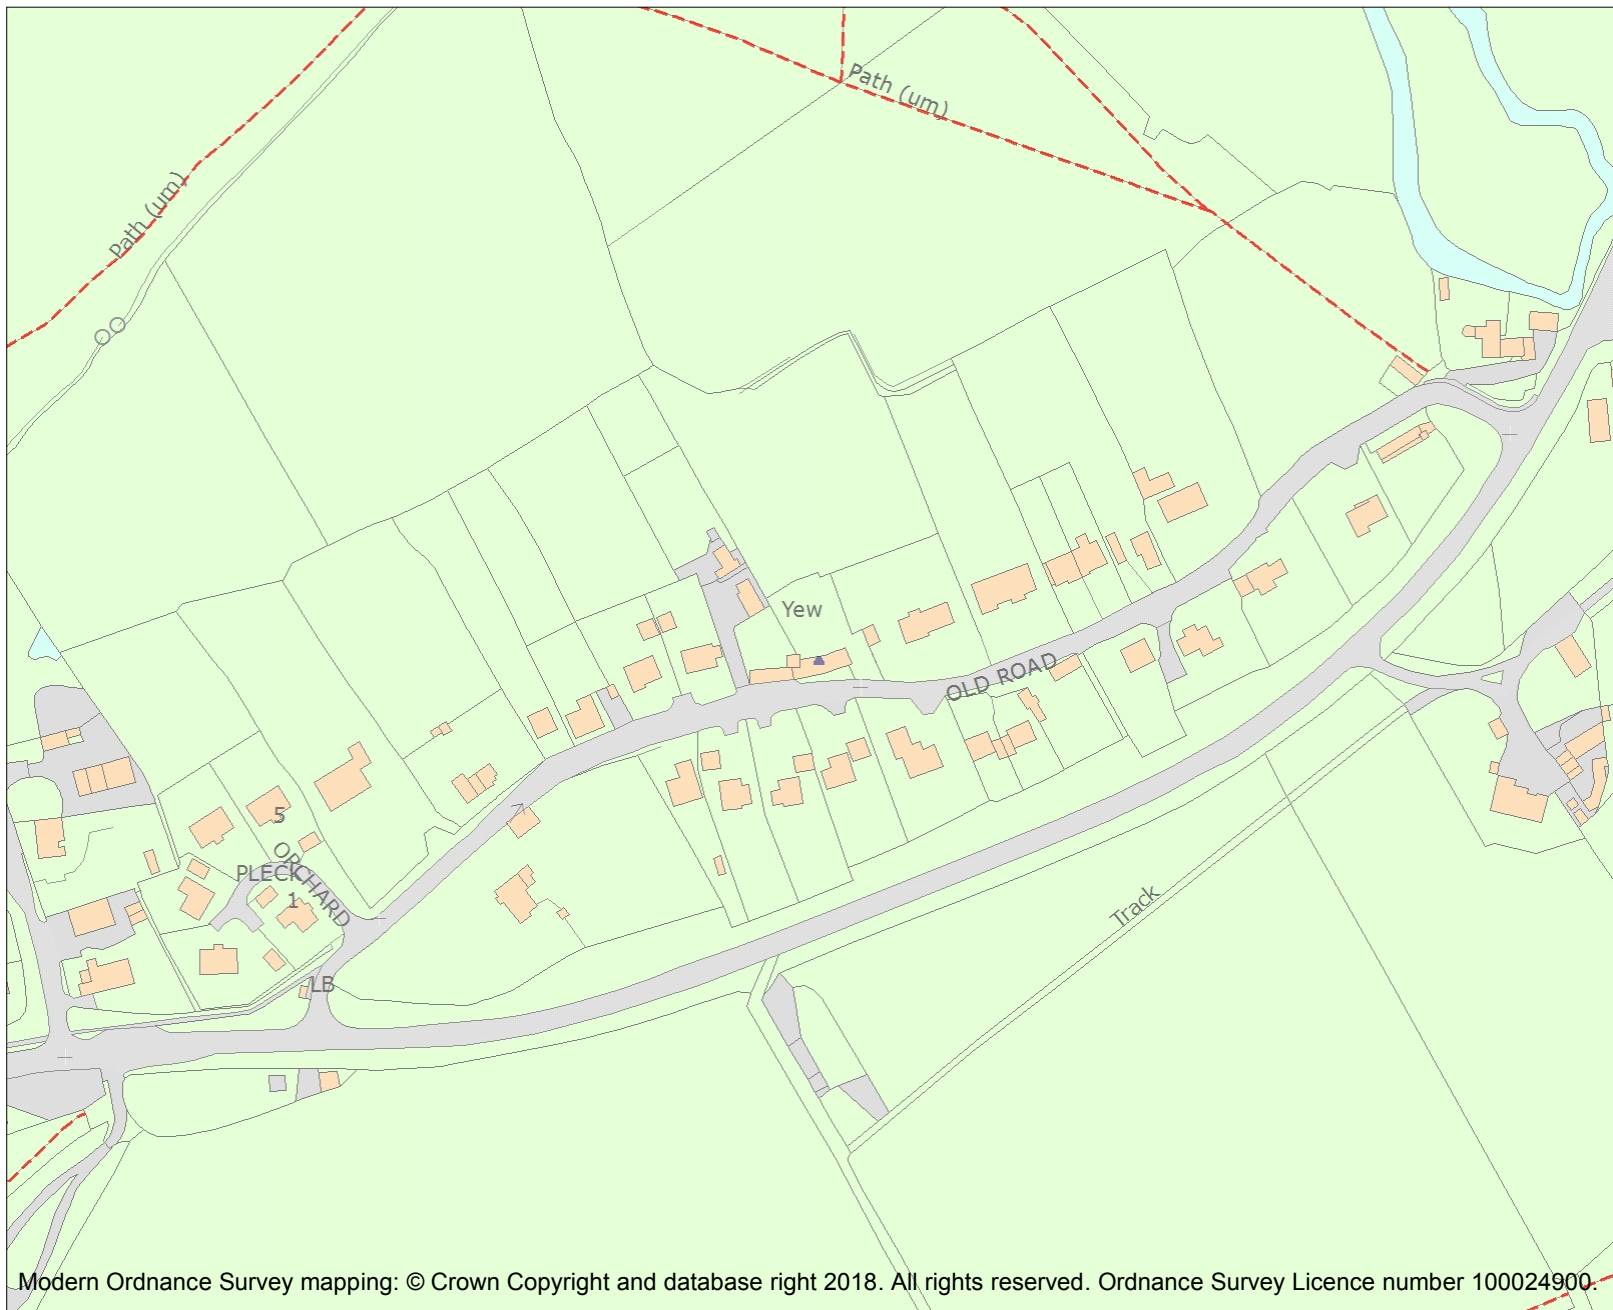 Path (um)
Path (um)
Yew
OLD ROAD
5
PLECK
ORCHARD
1
Track
LB
Modern Ordnance Survey mapping: © Crown Copyright and database right 2018. All rights reserved. Ordnance Survey Licence number 100024900.